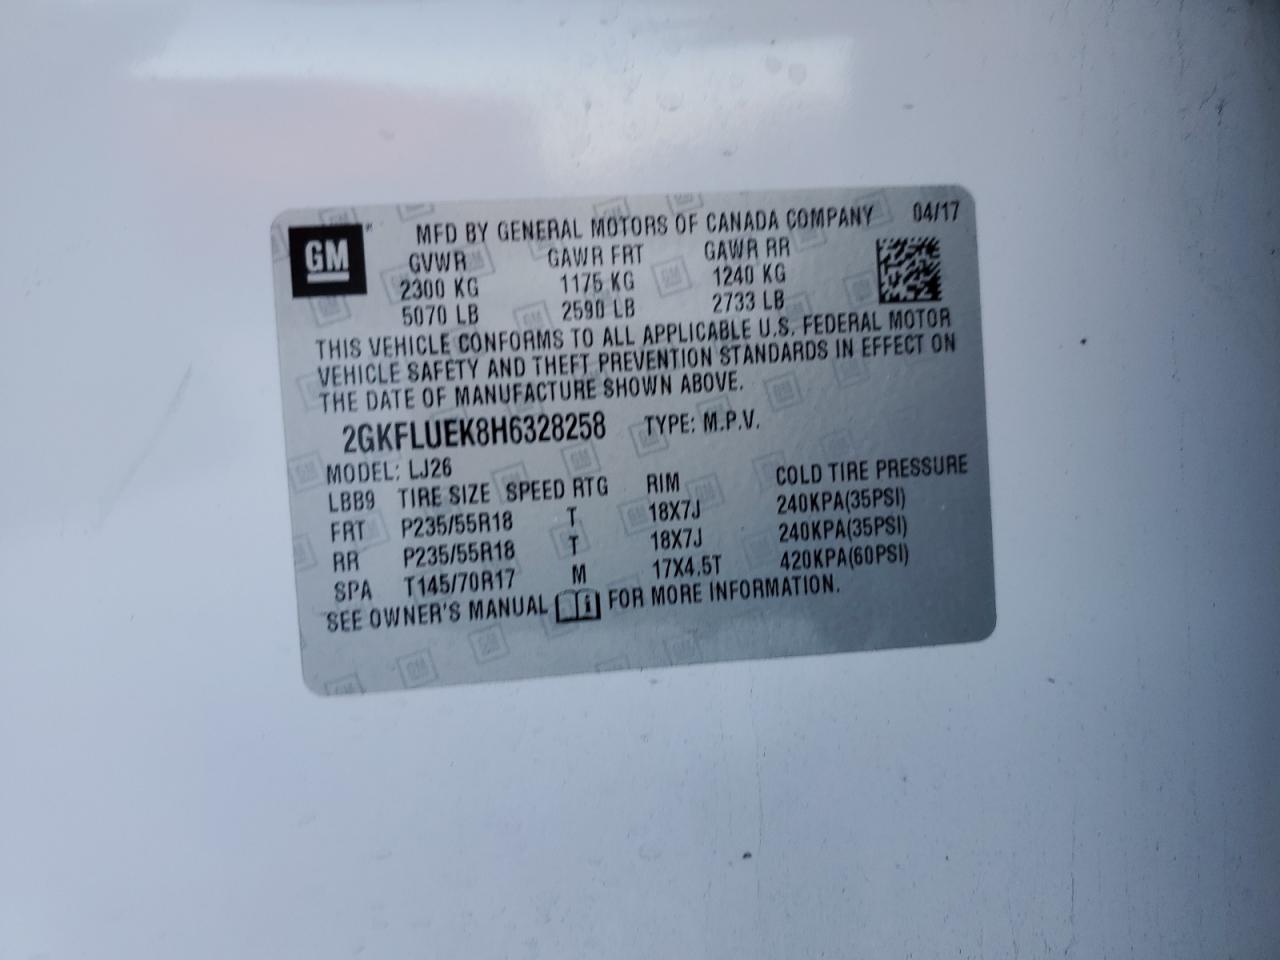 GM
MFD BY GENERAL MOTORS OF CANADA COMPANY 04/17
GVWR GAWR FRT GAWR RR
2300 KG 1175 KG 1240 KG
5070 LB 2590 LB 2733 LB
THIS VEHICLE CONFORMS TO ALL APPLICABLE U.S. FEDERAL MOTOR
VEHICLE SAFETY AND THEFT PREVENTION STANDARDS IN EFFECT ON
THE DATE OF MANUFACTURE SHOWN ABOVE.
2GKFLUEK8H6328258 TYPE: M.P.V.
MODEL: LJ26
LBB9 TIRE SIZE SPEED RTG RIM COLD TIRE PRESSURE
FRT P235/55R18 T 18X7J 240KPA(35PSI)
RR P235/55R18 T 18X7J 240KPA(35PSI)
SPA T145/70R17 M 17X4.5T 420KPA(60PSI)
SEE OWNER'S MANUAL FOR MORE INFORMATION.